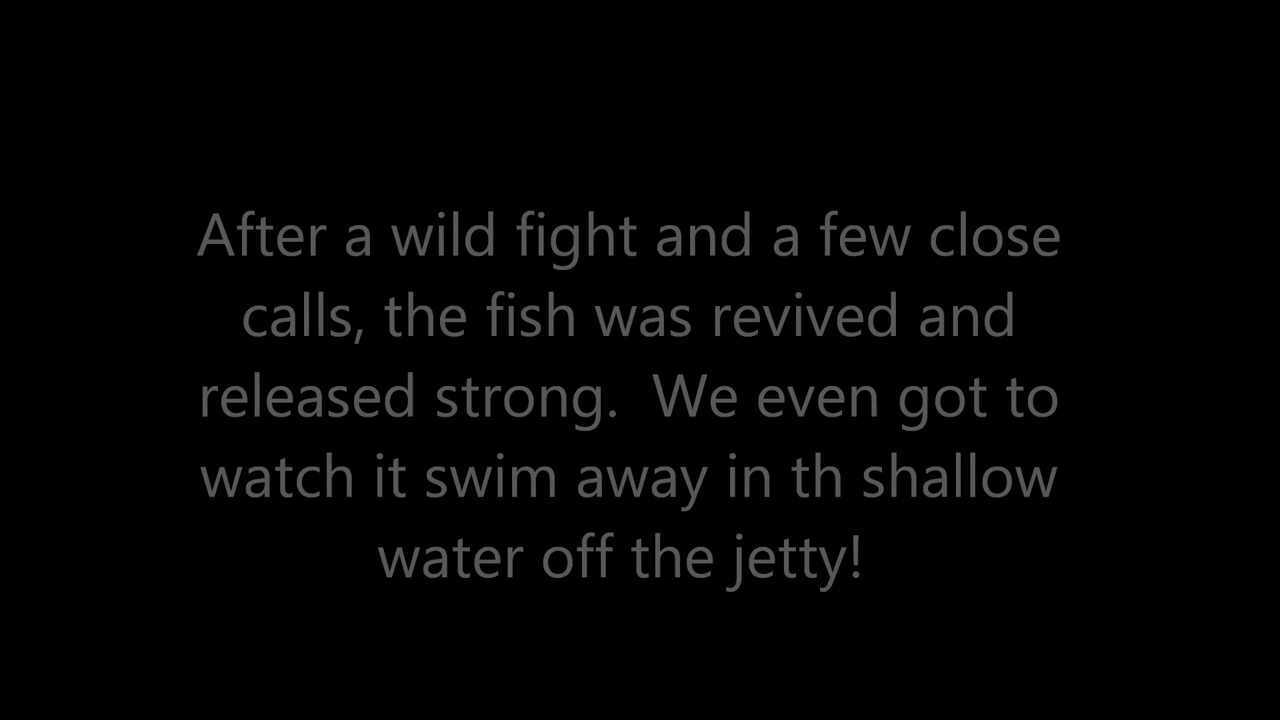 After a wild fight and a few close
calls, the fish was revived and
released strong.  We even got to
watch it swim away in th shallow
water off the jetty!